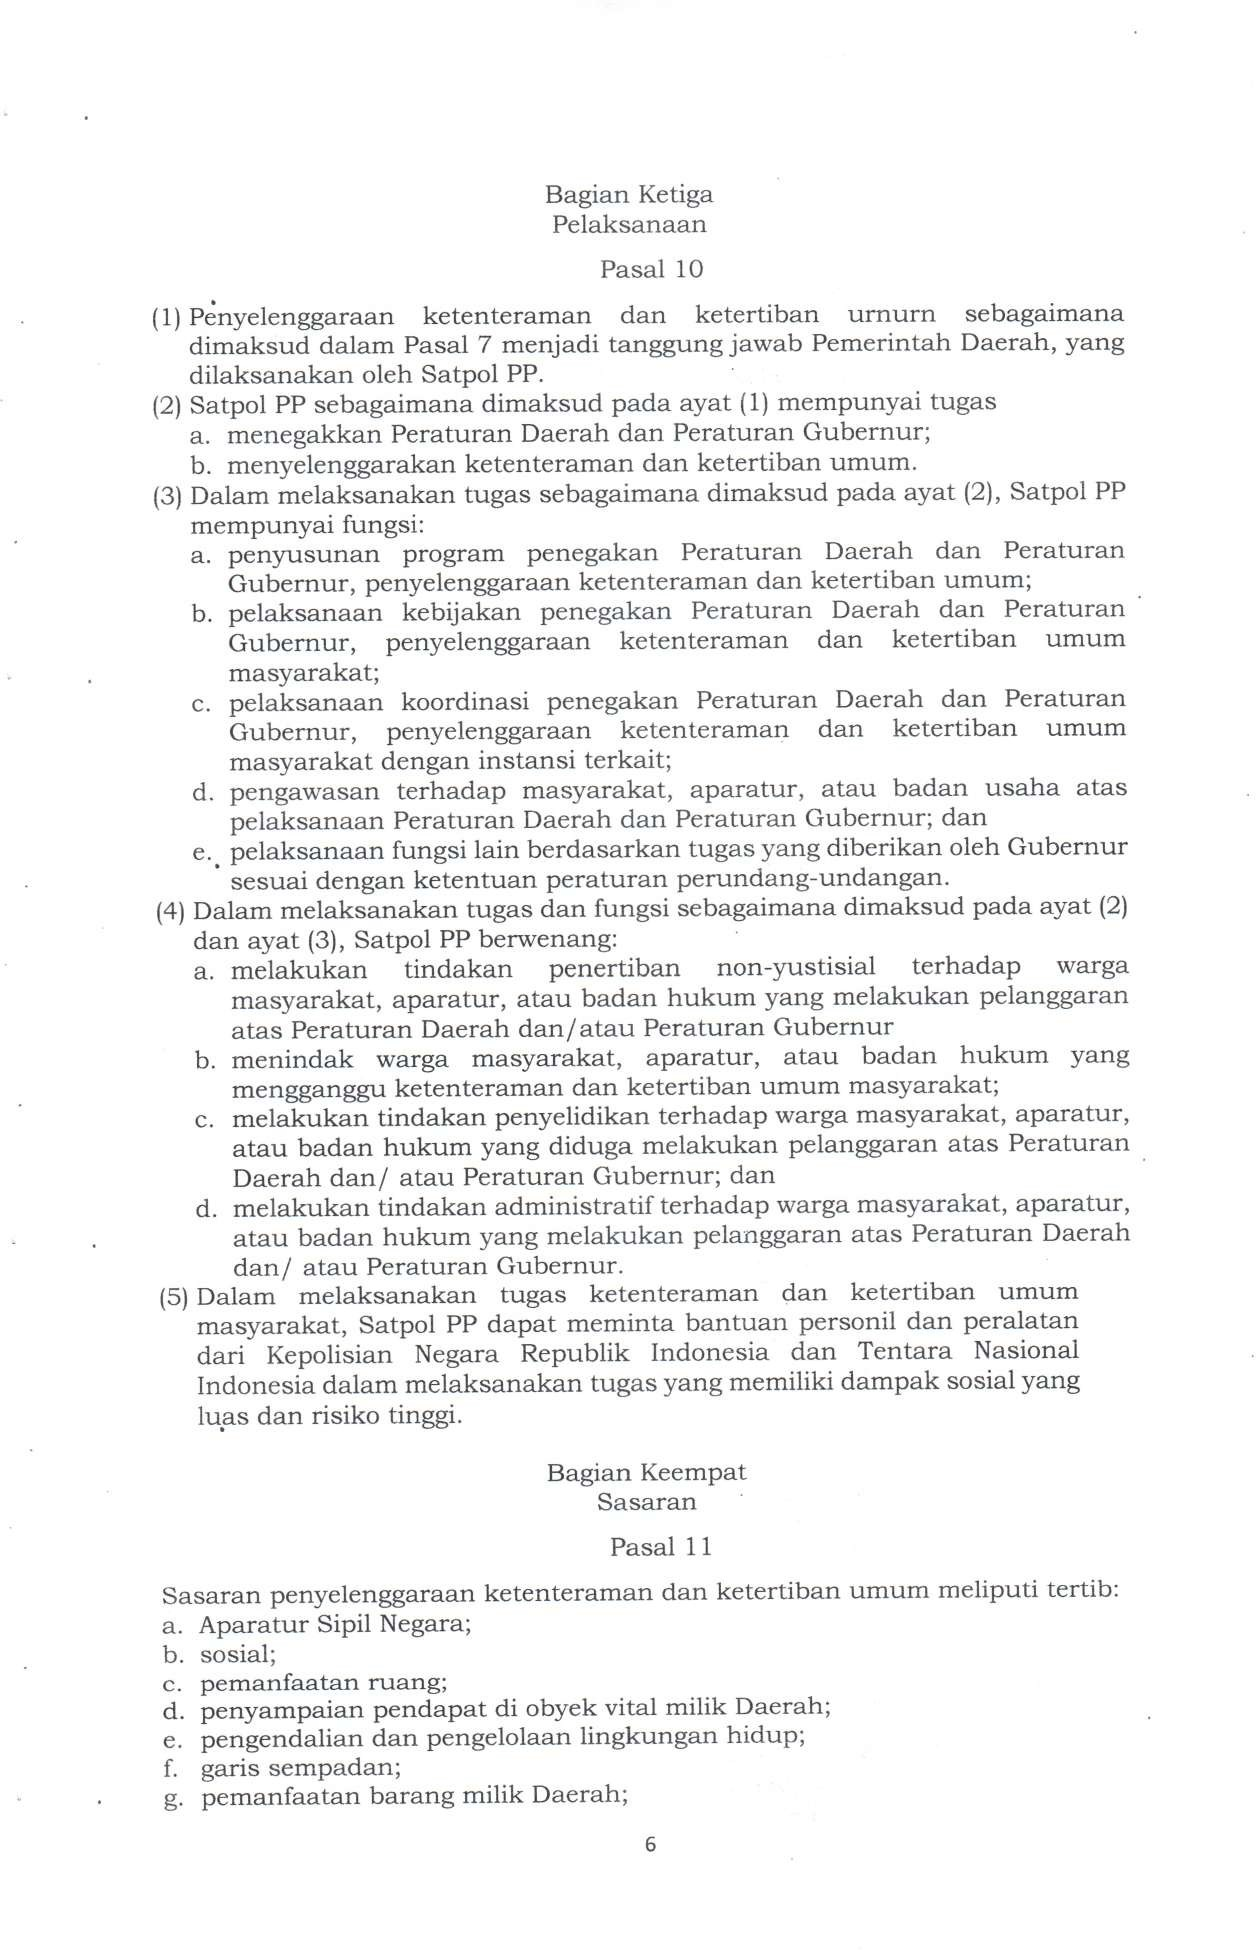 Bagian Ketiga
Pelaksanaan
Pasal 10
(1) Penyelenggaraan ketenteraman dan ketertiban urnurn sebagaimana
dimaksud dalam Pasal 7 menjadi tanggung jawab Pemerintah Daerah, yang
dilaksanakan oleh Satpol PP.
(2) Satpol PP sebagaimana dimaksud pada ayat (1) mempunyai tugas
a. menegakkan Peraturan Daerah dan Peraturan Gubernur;
b. menyelenggarakan ketenteraman dan ketertiban umum.
(3) Dalam melaksanakan tugas sebagaimana dimaksud pada ayat (2), Satpol PP
mempunyai fungsi:
a. penyusunan program penegakan Peraturan Daerah dan Peraturan
Gubernur, penyelenggaraan ketenteraman dan ketertiban umum;
b. pelaksanaan kebijakan penegakan Peraturan Daerah dan Peraturan
Gubernur, penyelenggaraan ketenteraman dan ketertiban umum
masyarakat;
c. pelaksanaan koordinasi penegakan Peraturan Daerah dan Peraturan
Gubernur, penyelenggaraan ketenteraman dan ketertiban umum
masyarakat dengan instansi terkait;
d. pengawasan terhadap masyarakat, aparatur, atau badan usaha atas
pelaksanaan Peraturan Daerah dan Peraturan Gubernur; dan
e. pelaksanaan fungsi lain berdasarkan tugas yang diberikan oleh Gubernur
sesuai dengan ketentuan peraturan perundang-undangan.
(4) Dalam melaksanakan tugas dan fungsi sebagaimana dimaksud pada ayat (2)
dan ayat (3), Satpol PP berwenang:
a. melakukan tindakan penertiban non-yustisial terhadap warga
masyarakat, aparatur, atau badan hukum yang melakukan pelanggaran
atas Peraturan Daerah dan/atau Peraturan Gubernur
b. menindak warga masyarakat, aparatur, atau badan hukum yang
mengganggu ketenteraman dan ketertiban umum masyarakat;
c. melakukan tindakan penyelidikan terhadap warga masyarakat, aparatur,
atau badan hukum yang diduga melakukan pelanggaran atas Peraturan
Daerah dan/ atau Peraturan Gubernur; dan
d. melakukan tindakan administratif terhadap warga masyarakat, aparatur,
atau badan hukum yang melakukan pelanggaran atas Peraturan Daerah
dan/ atau Peraturan Gubernur.
(5) Dalam melaksanakan tugas ketenteraman dan ketertiban umum
masyarakat, Satpol PP dapat meminta bantuan personil dan peralatan
dari Kepolisian Negara Republik Indonesia dan Tentara Nasional
Indonesia dalam melaksanakan tugas yang memiliki dampak sosial yang
luas dan risiko tinggi.
Bagian Keempat
Sasaran
Pasal 11
Sasaran penyelenggaraan ketenteraman dan ketertiban umum meliputi tertib:
a. Aparatur Sipil Negara;
b. sosial;
c. pemanfaatan ruang;
d. penyampaian pendapat di obyek vital milik Daerah;
e. pengendalian dan pengelolaan lingkungan hidup;
f. garis sempadan;
g. pemanfaatan barang milik Daerah;
6